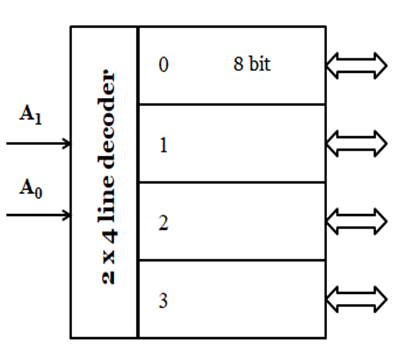 A1
A0
2 x 4 line decoder
0 8 bit
1
2
3